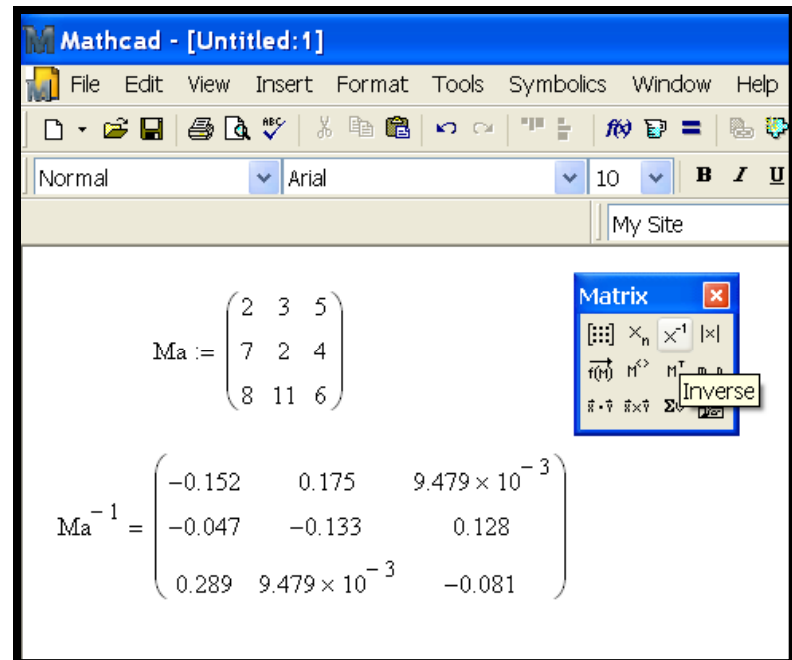 Mathcad - [Untitled:1]
File Edit View Insert Format Tools Symbolics Window Help
Normal Arial 10 B I U
My Site
Matrix
Inverse
Ma := ( 2 3 5
7 2 4
8 11 6 )
Ma⁻¹ = ( −0.152 0.175 9.479 × 10⁻³
−0.047 −0.133 0.128
0.289 9.479 × 10⁻³ −0.081 )